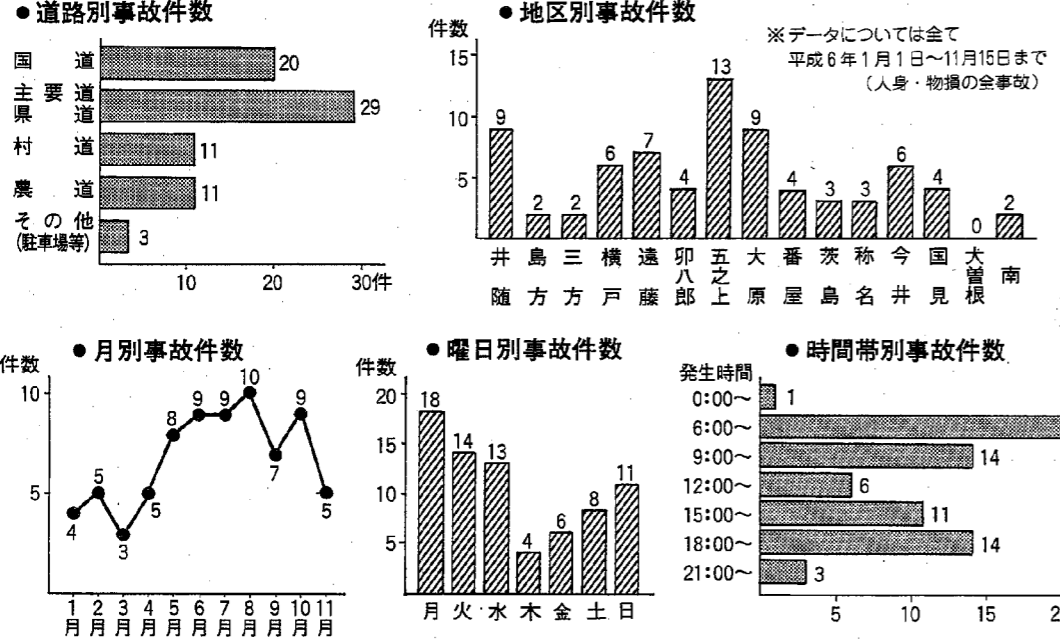 ●道路別事故件数
国道 20
主要道
県道 29
村道 11
農道 11
その他
(駐車場等) 3
10 20 30件
●地区別事故件数
件数
※データについては全て
平成6年1月1日～11月15日まで
(人身・物損の全事故)
15
10
5
9 2 2 6 7 4 13 9 4 3 3 6 4 0 2
井随 島方 三方 横戸 遠藤 卯八郎 五之上 大原 番屋 茨島 称名 今井 国見 大曽根 南
●月別事故件数
件数
10
5
4 5 3 5 8 9 9 10 7 9 5
1月 2月 3月 4月 5月 6月 7月 8月 9月 10月 11月
●曜日別事故件数
件数
20
15
10
5
18 14 13 4 6 8 11
月 火 水 木 金 土 日
●時間帯別事故件数
発生時間
0:00～ 1
6:00～
9:00～ 14
12:00～ 6
15:00～ 11
18:00～ 14
21:00～ 3
5 10 15 2